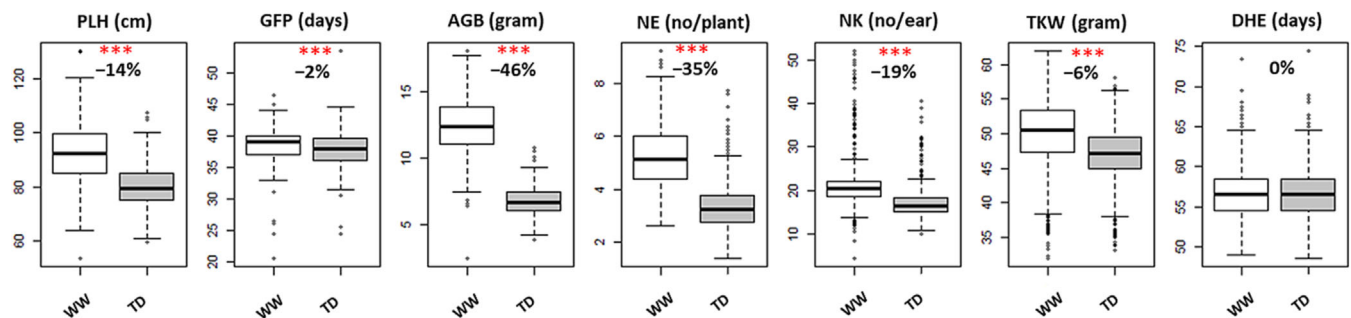 PLH (cm) GFP (days) AGB (gram) NE (no/plant) NK (no/ear) TKW (gram) DHE (days)
*** *** *** *** *** ***
−14% −2% −46% −35% −19% −6% 0%
60 80 100 120
20 25 30 35 40 45 50
5 10 15
2 4 6 8
10 20 30 40 50
35 40 45 50 55 60
50 55 60 65 70 75
WW TD WW TD WW TD WW TD WW TD WW TD WW TD